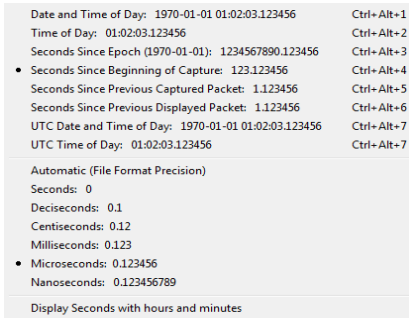 Date and Time of Day: 1970-01-01 01:02:03.123456 Ctrl+Alt+1
Time of Day: 01:02:03.123456 Ctrl+Alt+2
Seconds Since Epoch (1970-01-01): 1234567890.123456 Ctrl+Alt+3
Seconds Since Beginning of Capture: 123.123456 Ctrl+Alt+4
Seconds Since Previous Captured Packet: 1.123456 Ctrl+Alt+5
Seconds Since Previous Displayed Packet: 1.123456 Ctrl+Alt+6
UTC Date and Time of Day: 1970-01-01 01:02:03.123456 Ctrl+Alt+7
UTC Time of Day: 01:02:03.123456 Ctrl+Alt+7
Automatic (File Format Precision)
Seconds: 0
Deciseconds: 0.1
Centiseconds: 0.12
Milliseconds: 0.123
Microseconds: 0.123456
Nanoseconds: 0.123456789
Display Seconds with hours and minutes